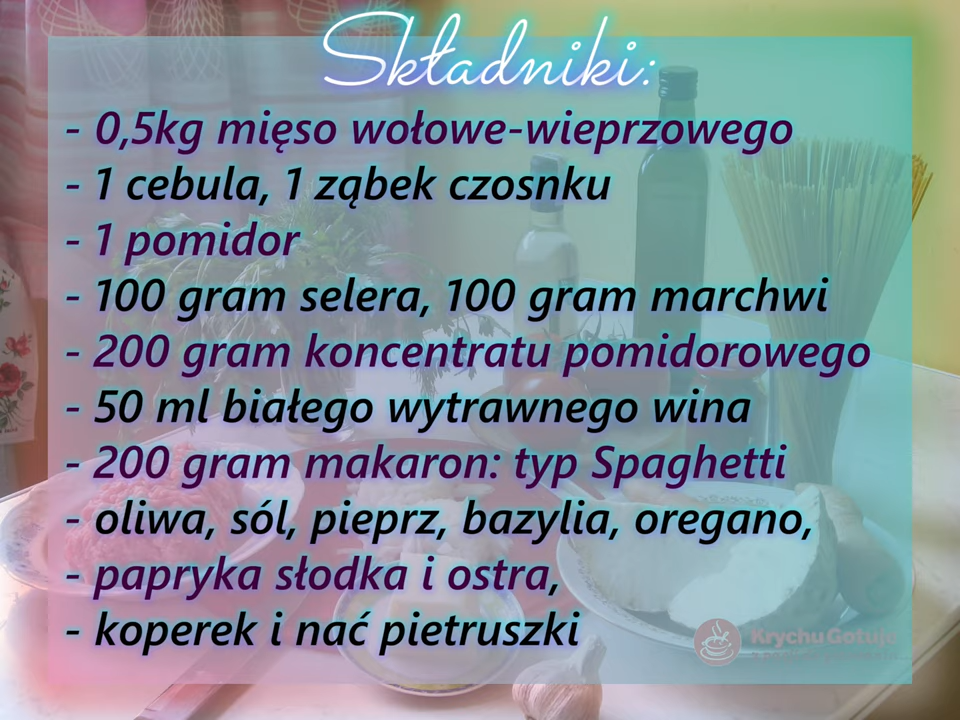 Składniki:
- 0,5kg mięso wołowe-wieprzowego
- 1 cebula, 1 ząbek czosnku
- 1 pomidor
- 100 gram selera, 100 gram marchwi
- 200 gram koncentratu pomidorowego
- 50 ml białego wytrawnego wina
- 200 gram makaron: typ Spaghetti
- oliwa, sól, pieprz, bazylia, oregano,
- papryka słodka i ostra,
- koperek i nać pietruszki
KrychuGotuje